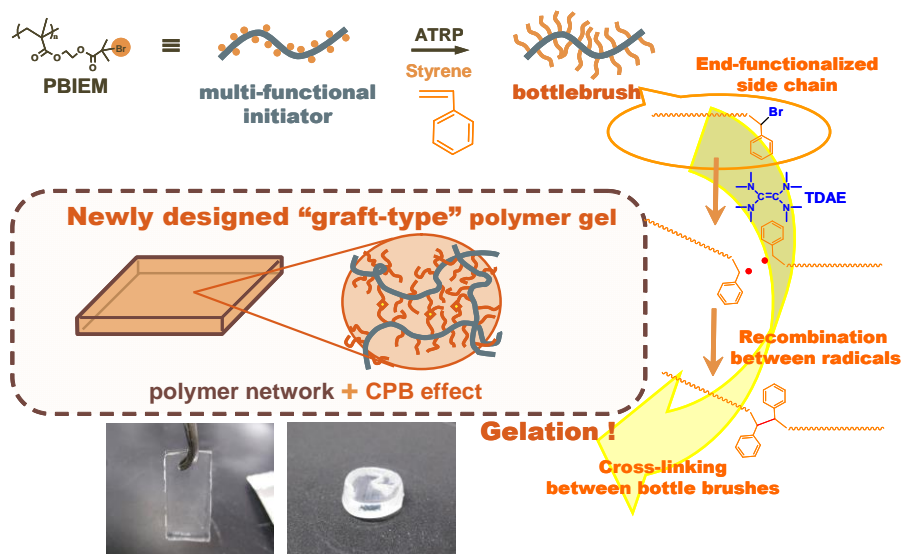 n
O
O
O
O
Br
PBIEM
≡
multi-functional
initiator
ATRP
Styrene
bottlebrush
End-functionalized
side chain
Br
N
N
C=C
N
N
TDAE
Newly designed “graft-type” polymer gel
polymer network + CPB effect
Recombination
between radicals
Gelation !
Cross-linking
between bottle brushes